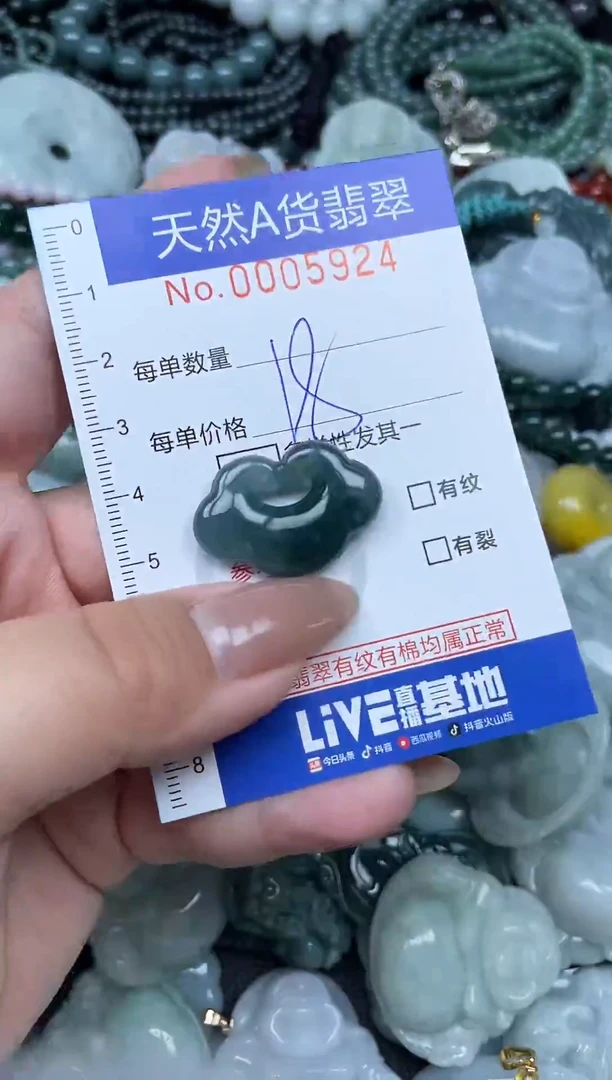 天然A货翡翠
No.0005924
0
1
2
每单数量
3
每单价格
性发其一
4
有纹
5
有裂
翡翠有纹有棉均属正常
LiVE直播基地
8
今日头条 抖音 西瓜视频 抖音火山版